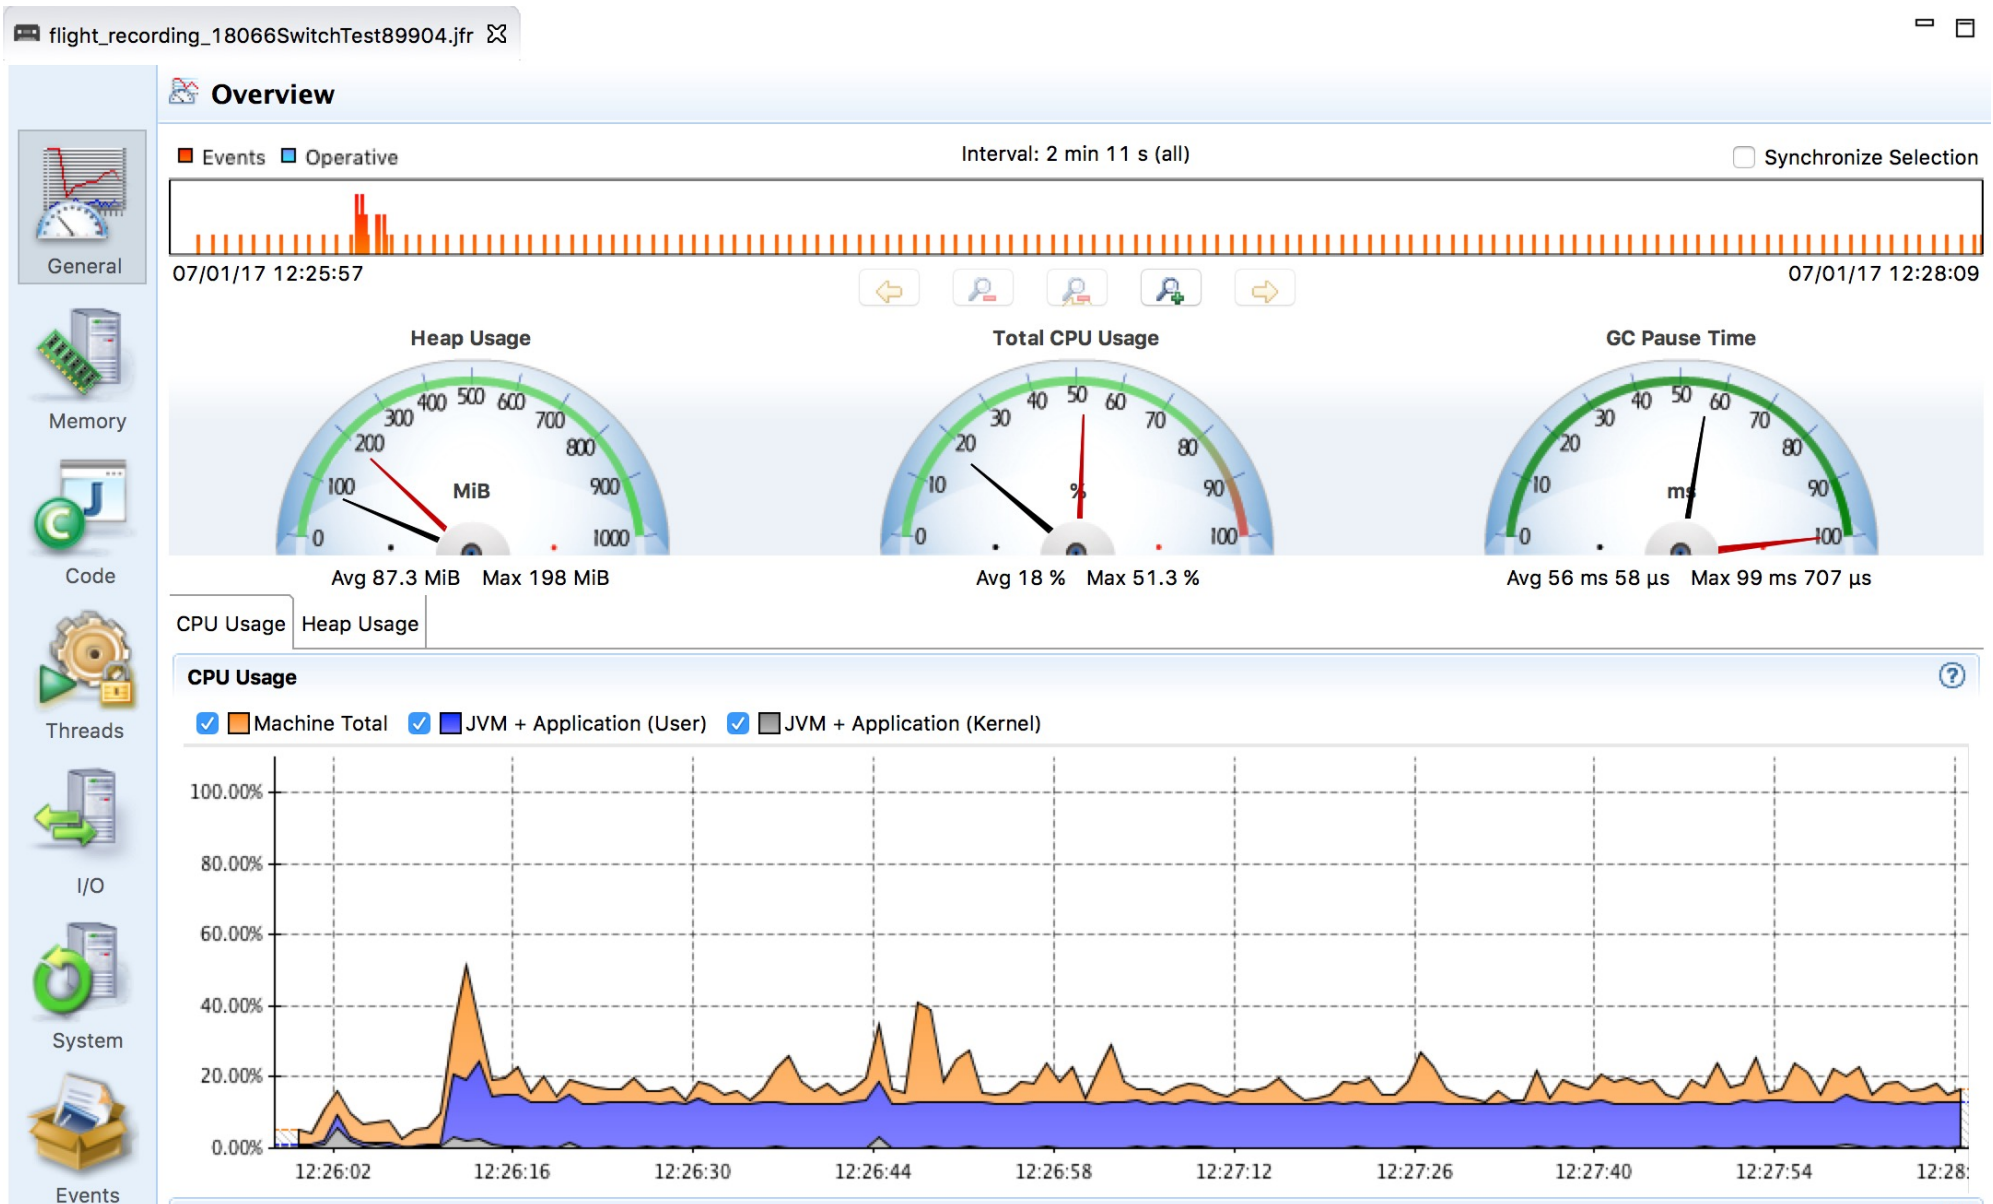 flight_recording_18066SwitchTest89904.jfr
Overview
Events Operative
Interval: 2 min 11 s (all)
Synchronize Selection
07/01/17 12:25:57
07/01/17 12:28:09
General
Memory
Code
Threads
I/O
System
Events
Heap Usage
0 100 200 300 400 500 600 700 800 900 1000
MiB
Avg 87.3 MiB Max 198 MiB
Total CPU Usage
0 10 20 30 40 50 60 70 80 90 100
%
Avg 18 % Max 51.3 %
GC Pause Time
0 10 20 30 40 50 60 70 80 90 100
ms
Avg 56 ms 58 µs Max 99 ms 707 µs
CPU Usage Heap Usage
CPU Usage
Machine Total JVM + Application (User) JVM + Application (Kernel)
100.00%
80.00%
60.00%
40.00%
20.00%
0.00%
12:26:02 12:26:16 12:26:30 12:26:44 12:26:58 12:27:12 12:27:26 12:27:40 12:27:54 12:28: